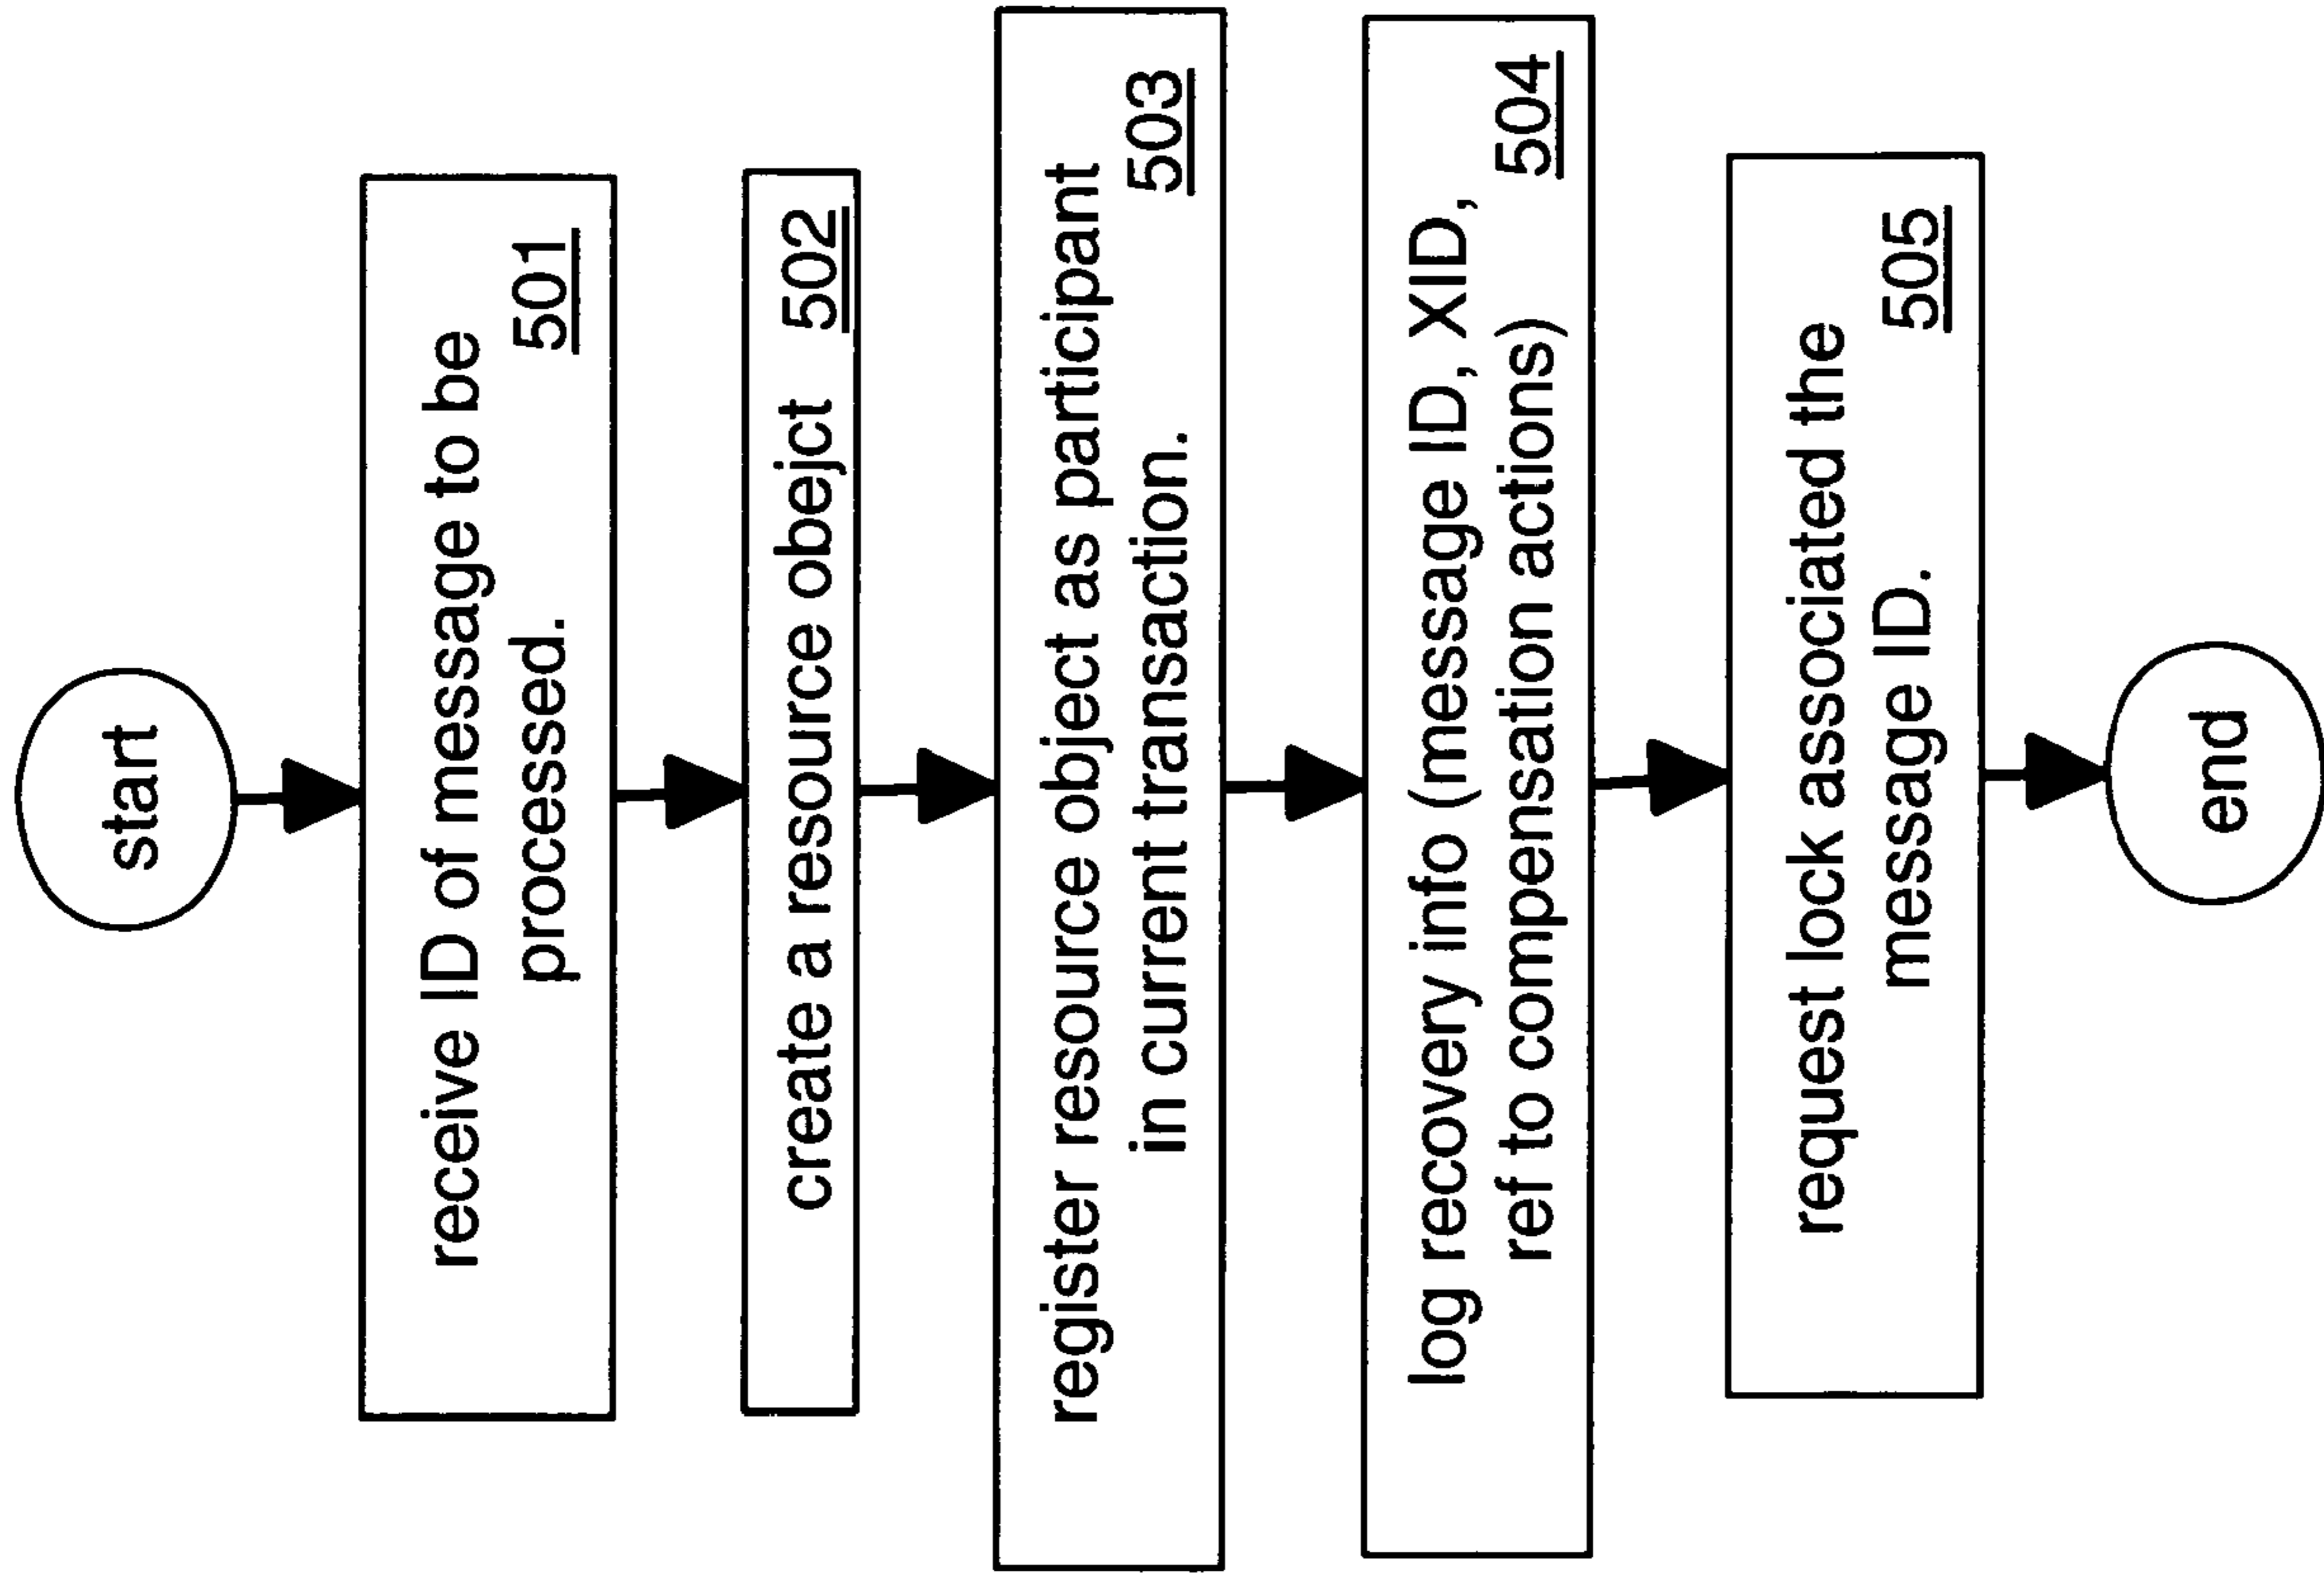 start
receive ID of message to be
processed.
501
create a resource obejct 502
register resource object as participant
in current transaction.
503
log recovery info (message ID, XID,
ref to compensation actions)
504
request lock associated the
message ID.
505
end